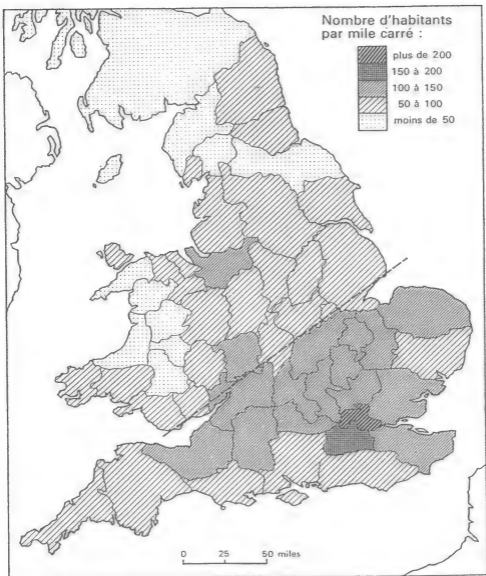 Nombre d'habitants
par mile carré :
plus de 200
150 à 200
100 à 150
50 à 100
moins de 50
0 25 50 miles